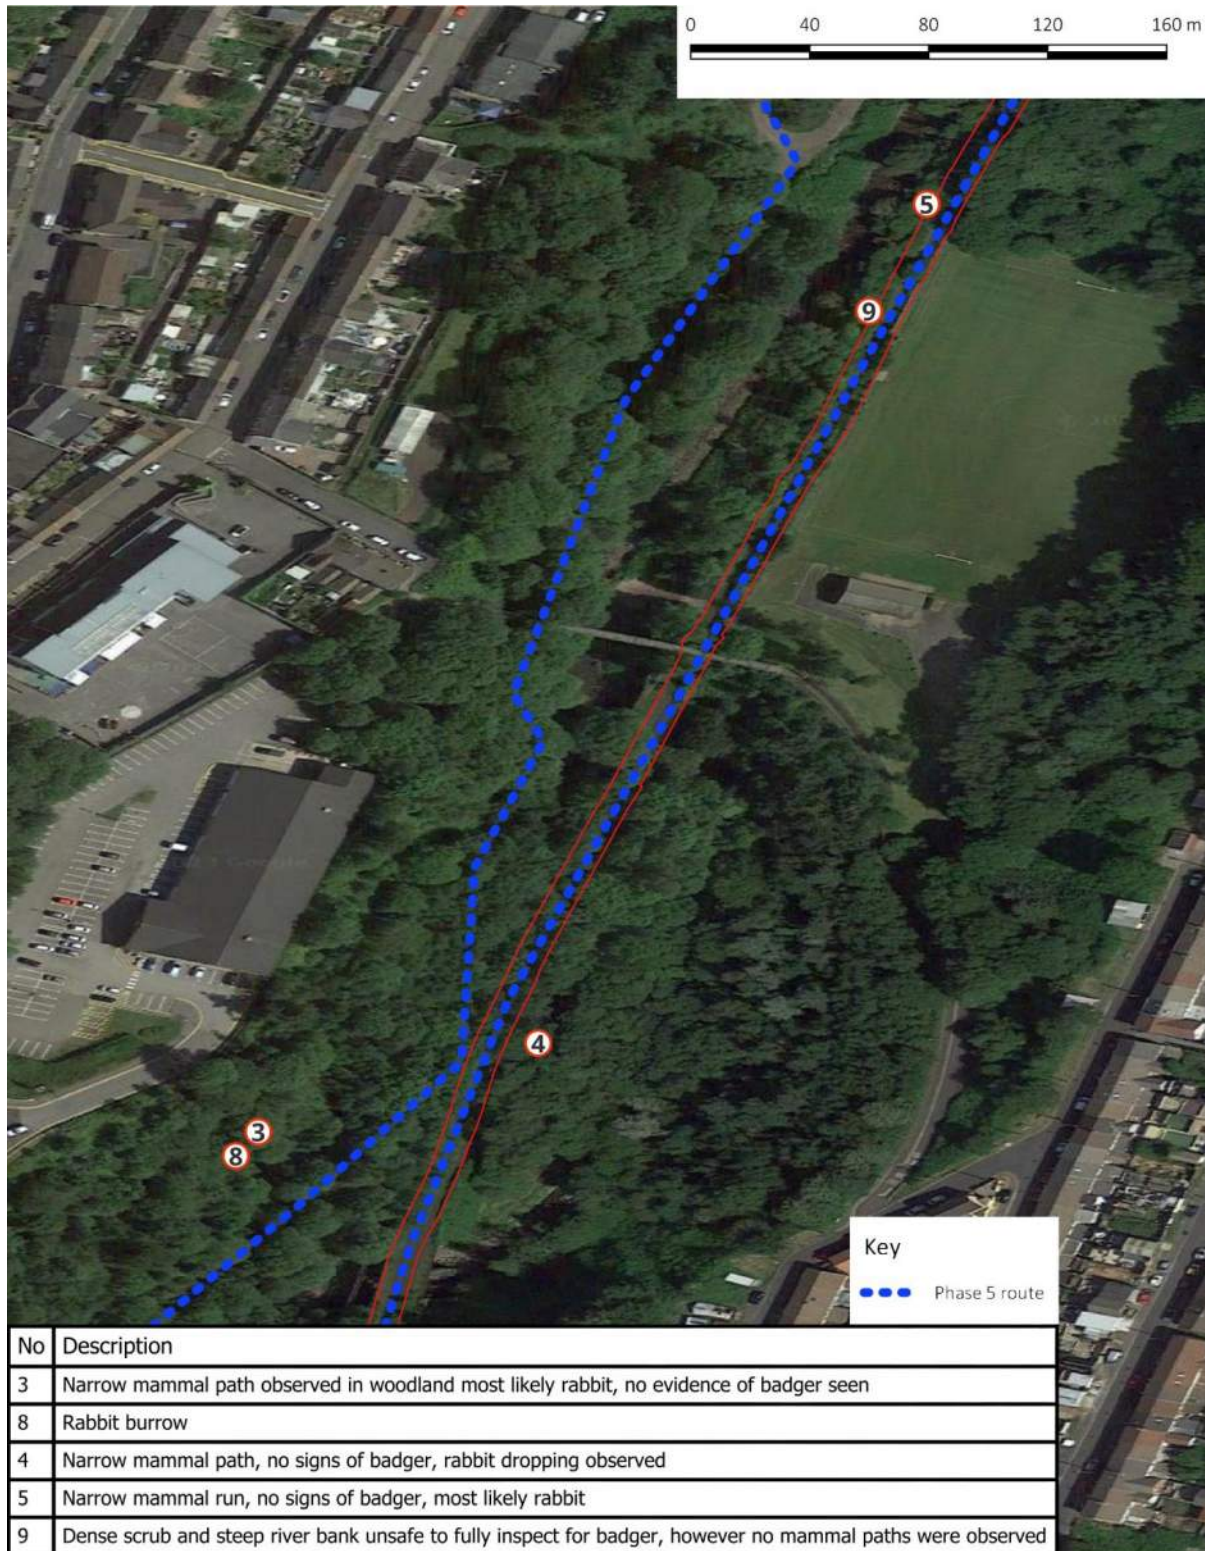 0 40 80 120 160 m
5
9
4
3
8
Key
Phase 5 route
No Description
3 Narrow mammal path observed in woodland most likely rabbit, no evidence of badger seen
8 Rabbit burrow
4 Narrow mammal path, no signs of badger, rabbit dropping observed
5 Narrow mammal run, no signs of badger, most likely rabbit
9 Dense scrub and steep river bank unsafe to fully inspect for badger, however no mammal paths were observed